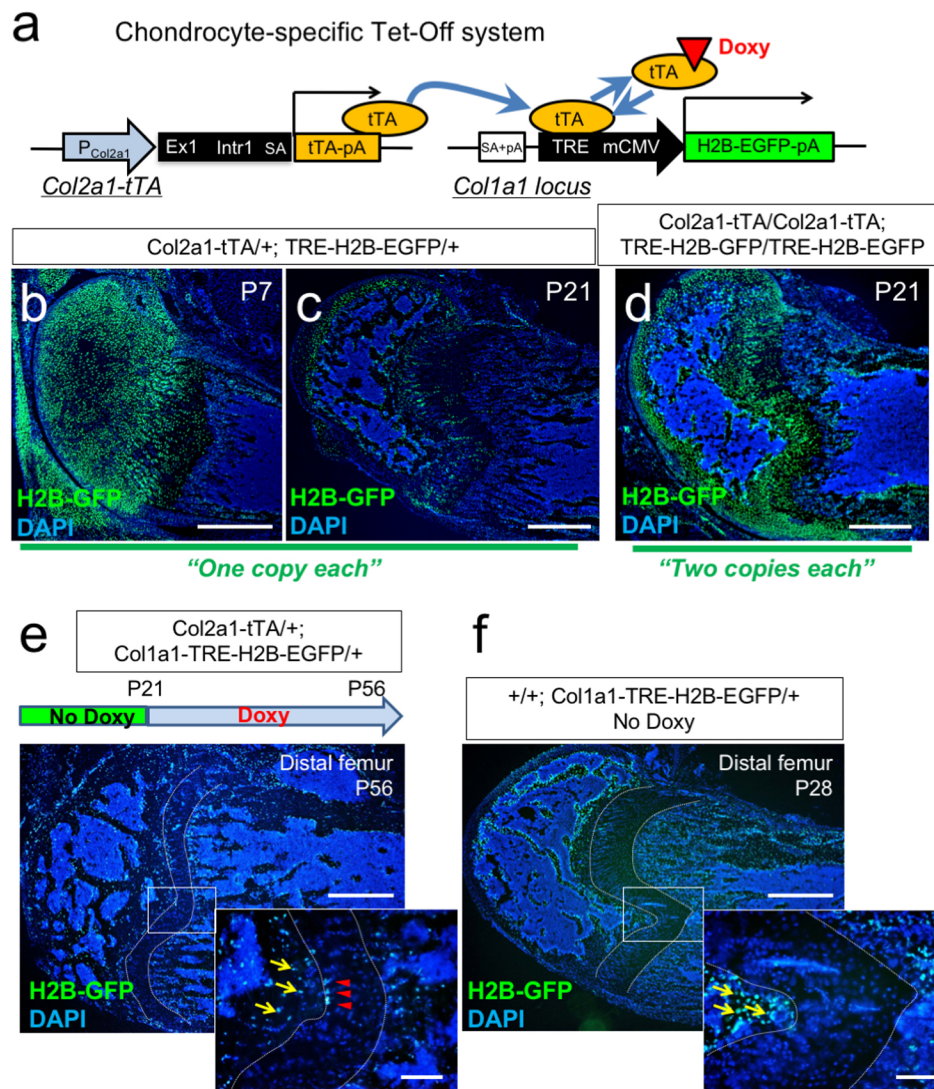 a
Chondrocyte-specific Tet-Off system
Doxy
tTA
tTA
tTA
P Col2a1
Ex1 Intr1 SA
tTA-pA
SA+pA
TRE mCMV
H2B-EGFP-pA
Col2a1-tTA
Col1a1 locus
Col2a1-tTA/+; TRE-H2B-EGFP/+
Col2a1-tTA/Col2a1-tTA;
TRE-H2B-GFP/TRE-H2B-EGFP
b
P7
H2B-GFP
DAPI
c
P21
H2B-GFP
DAPI
d
P21
H2B-GFP
DAPI
“One copy each”
“Two copies each”
e
Col2a1-tTA/+;
Col1a1-TRE-H2B-EGFP/+
P21
P56
No Doxy
Doxy
Distal femur
P56
H2B-GFP
DAPI
f
+/+; Col1a1-TRE-H2B-EGFP/+
No Doxy
Distal femur
P28
H2B-GFP
DAPI